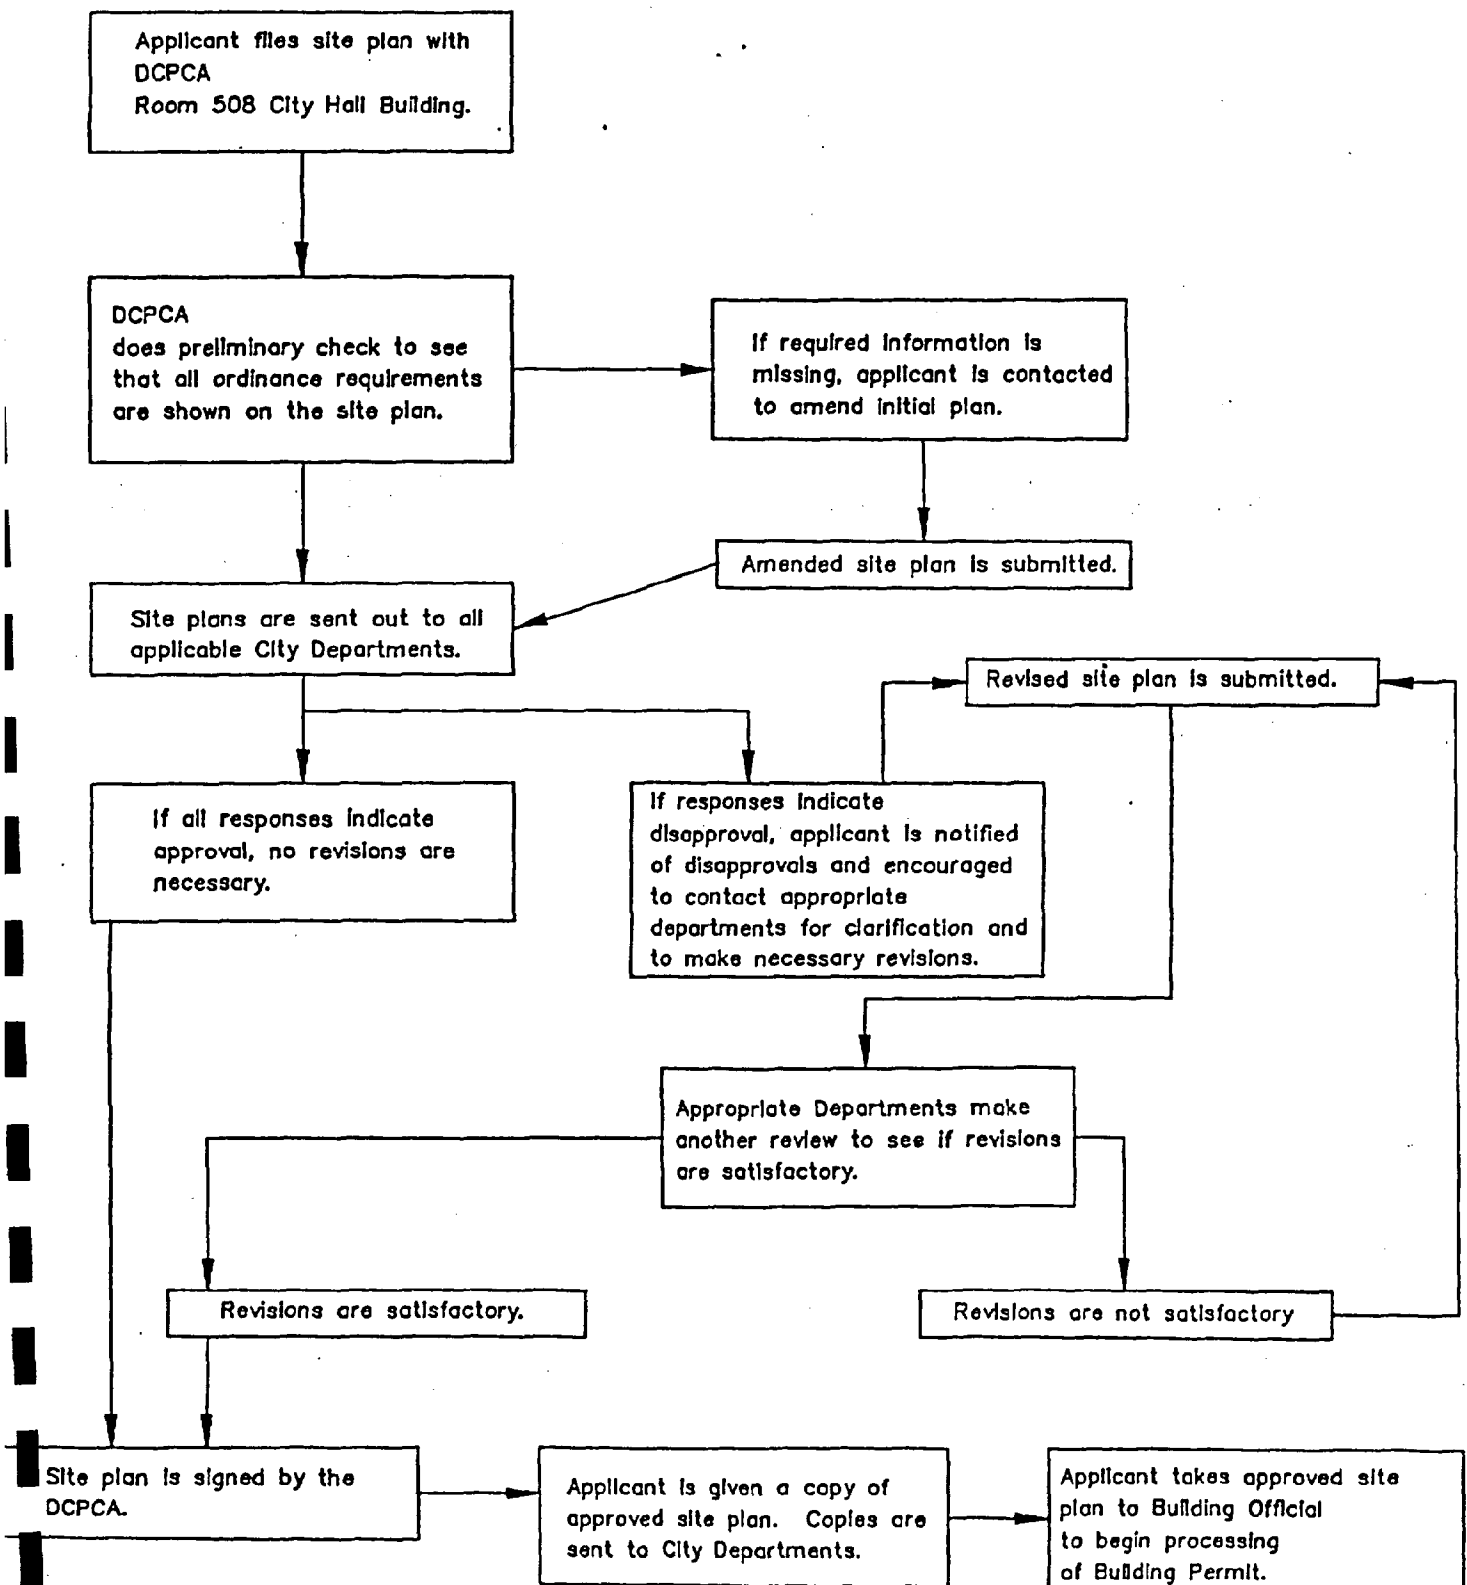 Applicant files site plan with
DCPCA
Room 508 City Hall Building.
DCPCA
does preliminary check to see
that all ordinance requirements
are shown on the site plan.
If required information is
missing, applicant is contacted
to amend initial plan.
Amended site plan is submitted.
Site plans are sent out to all
applicable City Departments.
Revised site plan is submitted.
If all responses indicate
approval, no revisions are
necessary.
If responses indicate
disapproval, applicant is notified
of disapprovals and encouraged
to contact appropriate
departments for clarification and
to make necessary revisions.
Appropriate Departments make
another review to see if revisions
are satisfactory.
Revisions are satisfactory.
Revisions are not satisfactory
Site plan is signed by the
DCPCA.
Applicant is given a copy of
approved site plan. Copies are
sent to City Departments.
Applicant takes approved site
plan to Building Official
to begin processing
of Building Permit.